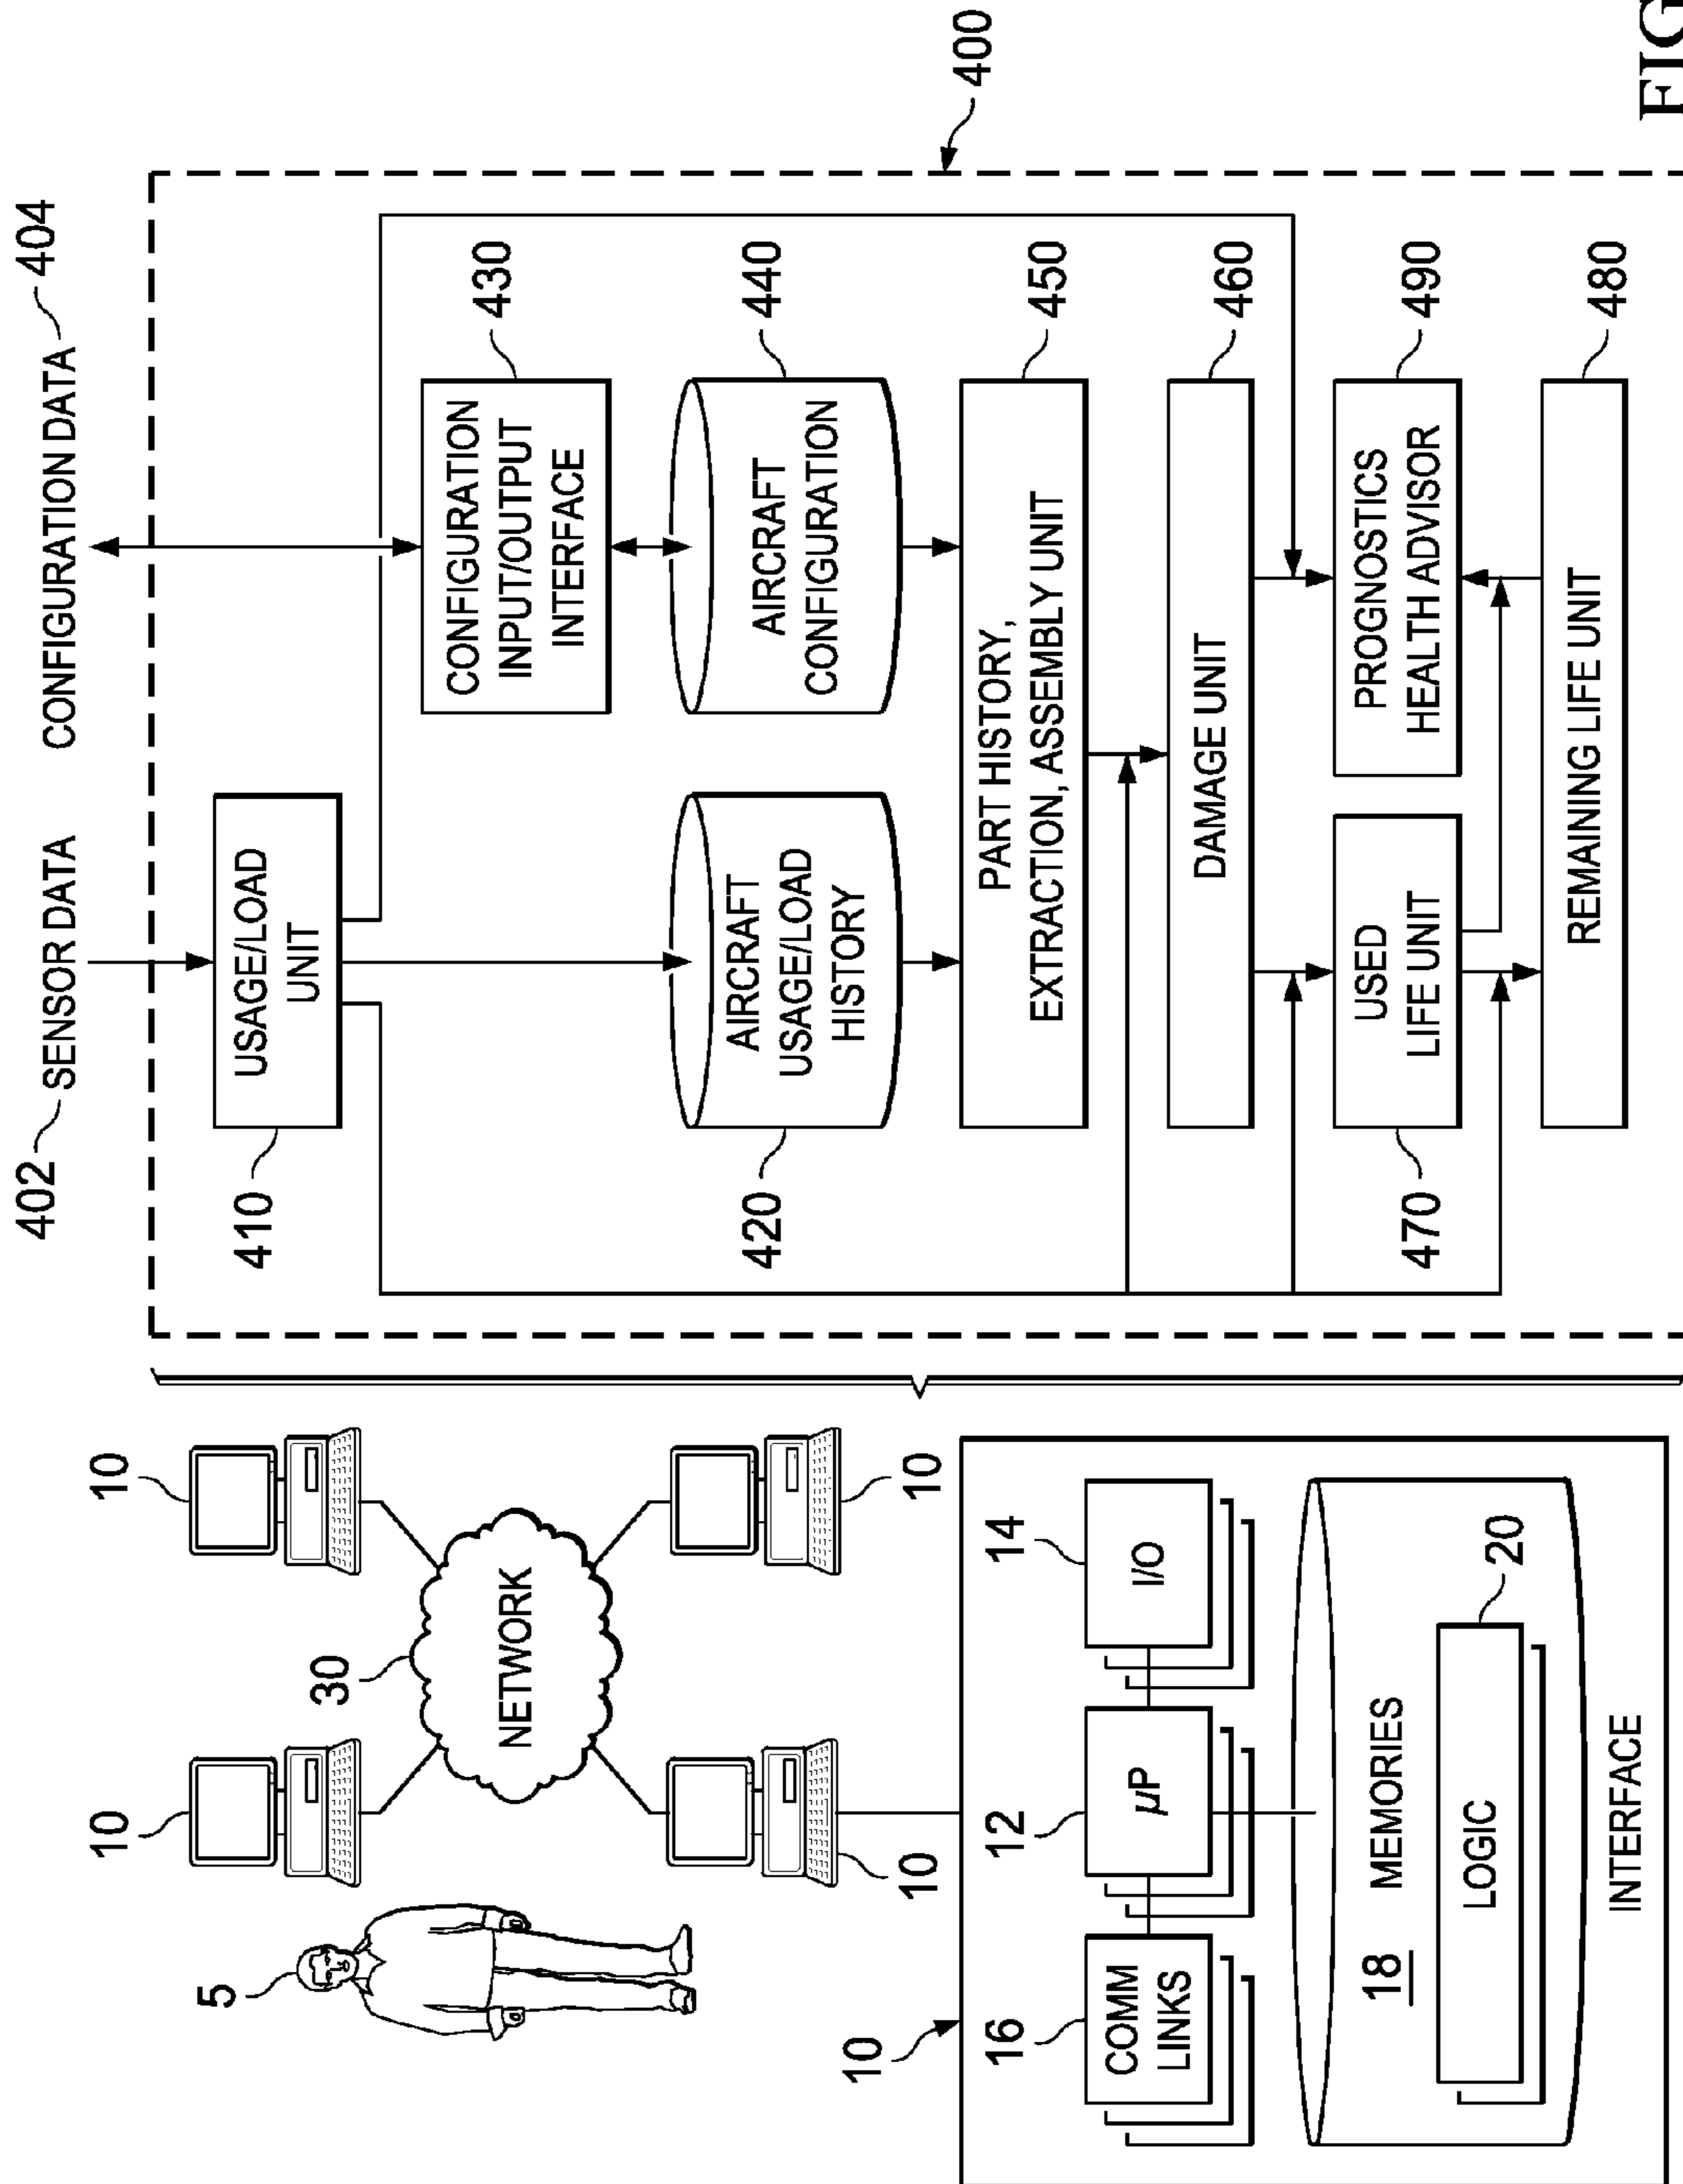 5
10
10
30
NETWORK
10
10
10
16
12
14
COMM
LINKS
µP
I/O
18
MEMORIES
20
LOGIC
INTERFACE
402
SENSOR DATA
CONFIGURATION DATA
404
410
USAGE/LOAD
UNIT
430
CONFIGURATION
INPUT/OUTPUT
INTERFACE
420
AIRCRAFT
USAGE/LOAD
HISTORY
440
AIRCRAFT
CONFIGURATION
400
450
PART HISTORY,
EXTRACTION, ASSEMBLY UNIT
460
DAMAGE UNIT
470
USED
LIFE UNIT
490
PROGNOSTICS
HEALTH ADVISOR
480
REMAINING LIFE UNIT
FIG